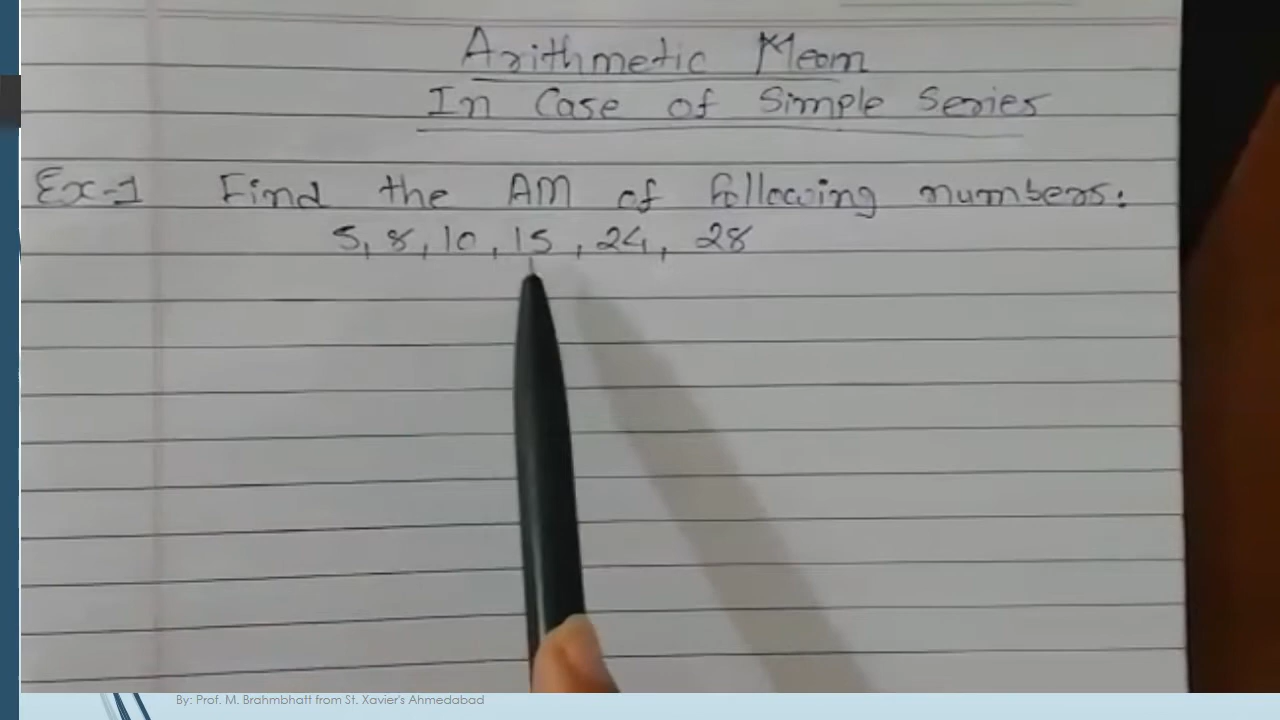 Arithmetic Mean
In Case of Simple Series
Ex-1 Find the AM of following numbers:
5, 8, 10, 15, 24, 28
By: Prof. M. Brahmbhatt from St. Xavier's Ahmedabad